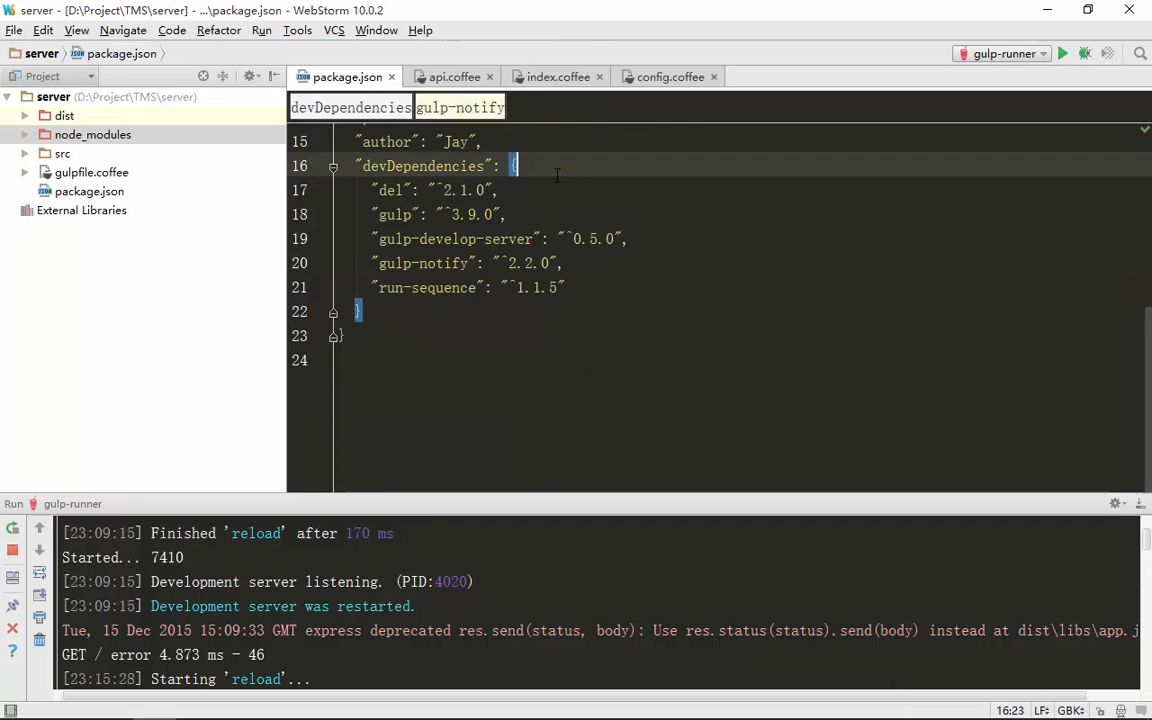 server - [D:\Project\TMS\server] - ...\package.json - WebStorm 10.0.2
File Edit View Navigate Code Refactor Run Tools VCS Window Help
server package.json gulp-runner
Project package.json api.coffee index.coffee config.coffee
server (D:\Project\TMS\server)
dist
node_modules
src
gulpfile.coffee
package.json
External Libraries
devDependencies gulp-notify
15 "author": "Jay",
16 "devDependencies": {
17 "del": "^2.1.0",
18 "gulp": "^3.9.0",
19 "gulp-develop-server": "^0.5.0",
20 "gulp-notify": "^2.2.0",
21 "run-sequence": "^1.1.5"
22 }
23 }
24
Run gulp-runner
[23:09:15] Finished 'reload' after 170 ms
Started... 7410
[23:09:15] Development server listening. (PID:4020)
[23:09:15] Development server was restarted.
Tue, 15 Dec 2015 15:09:33 GMT express deprecated res.send(status, body): Use res.status(status).send(body) instead at dist\libs\app.j
GET / error 4.873 ms - 46
[23:15:28] Starting 'reload'...
16:23 LF GBK